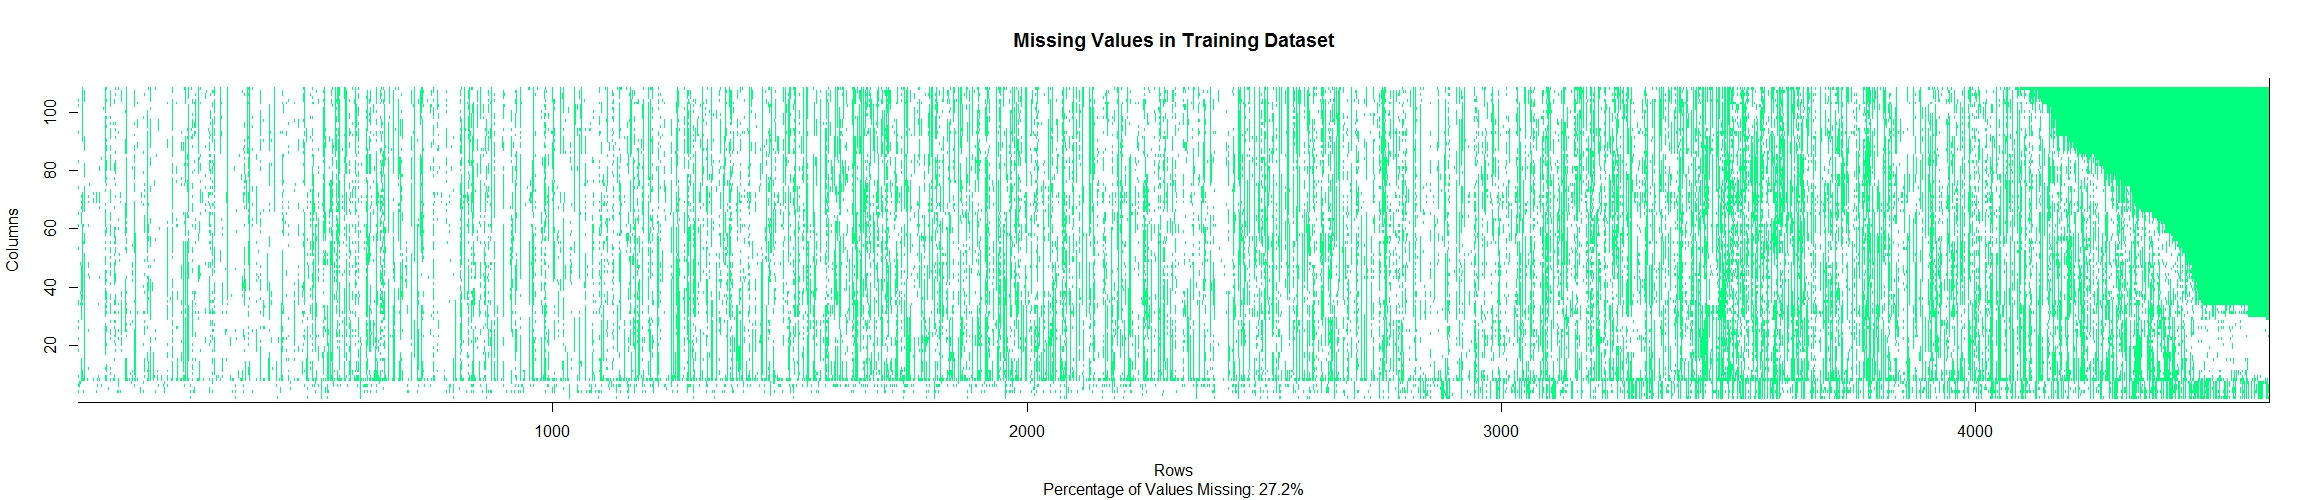 Missing Values in Training Dataset
Columns
100
80
60
40
20
1000 2000 3000 4000
Rows
Percentage of Values Missing: 27.2%